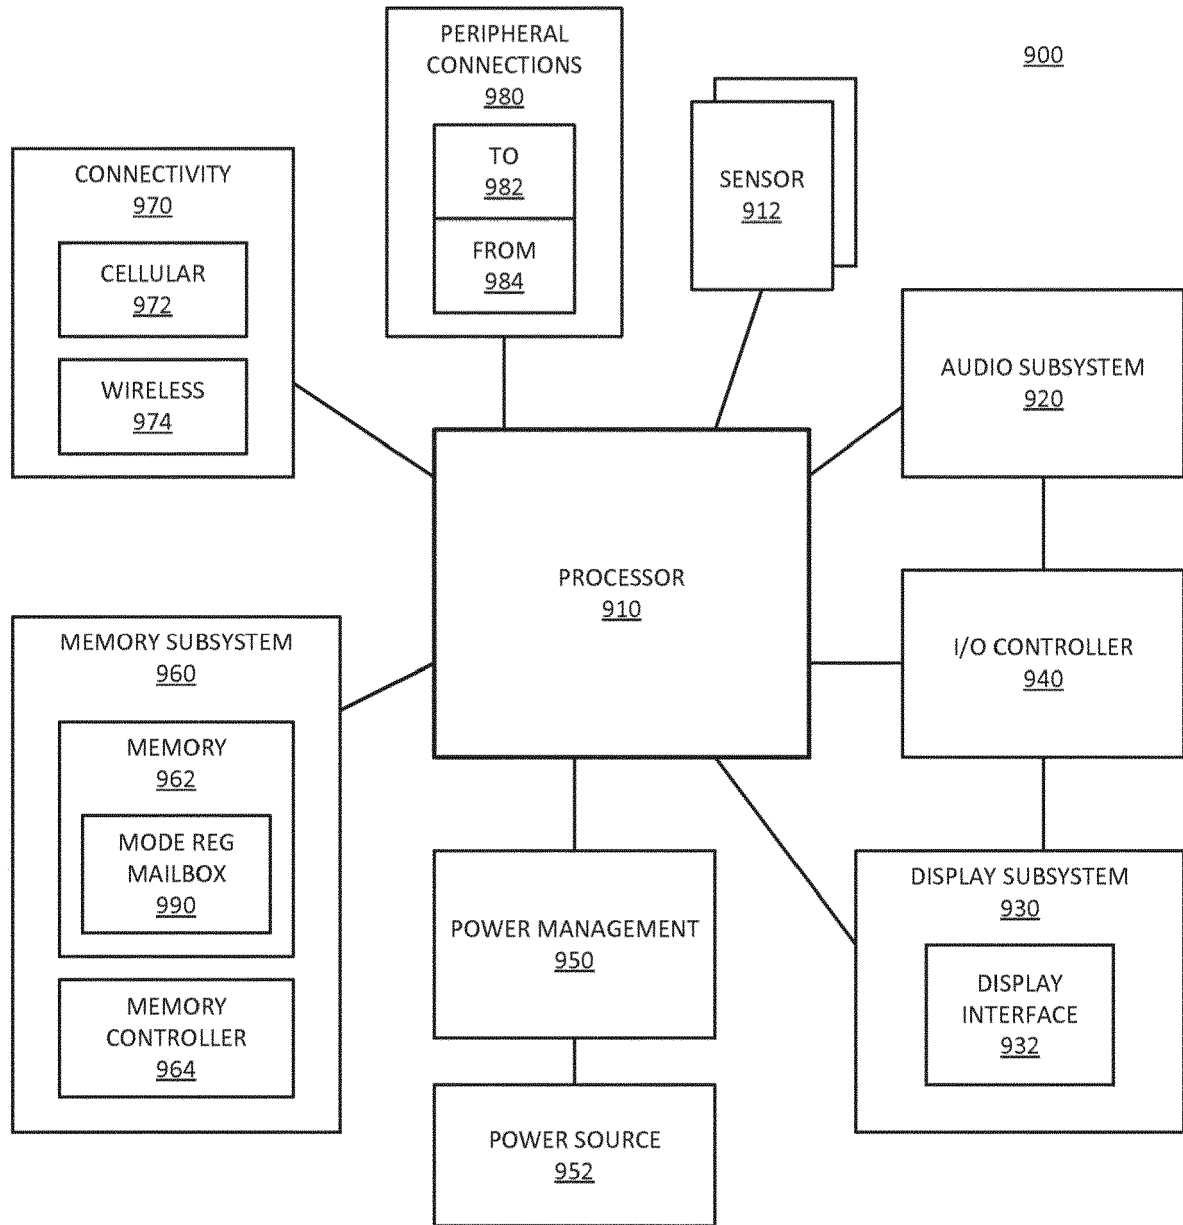 900
PERIPHERAL
CONNECTIONS
980
TO
982
FROM
984
SENSOR
912
CONNECTIVITY
970
CELLULAR
972
WIRELESS
974
AUDIO SUBSYSTEM
920
PROCESSOR
910
I/O CONTROLLER
940
MEMORY SUBSYSTEM
960
MEMORY
962
MODE REG
MAILBOX
990
MEMORY
CONTROLLER
964
POWER MANAGEMENT
950
POWER SOURCE
952
DISPLAY SUBSYSTEM
930
DISPLAY
INTERFACE
932